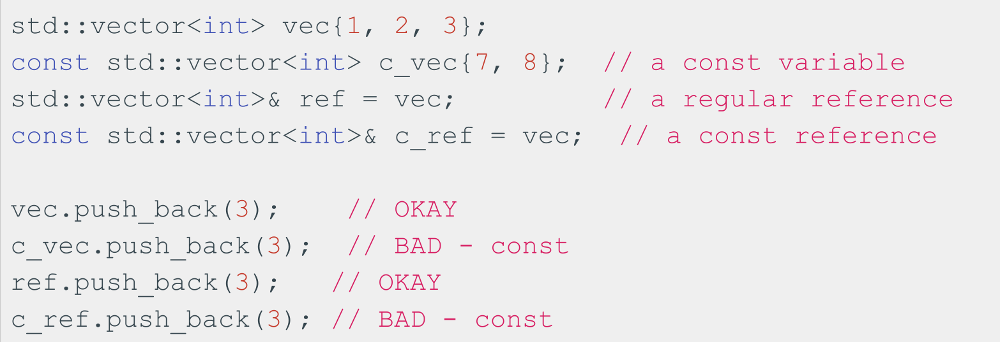 std::vector<int> vec{1, 2, 3};
const std::vector<int> c_vec{7, 8};  // a const variable
std::vector<int>& ref = vec;         // a regular reference
const std::vector<int>& c_ref = vec;  // a const reference

vec.push_back(3);    // OKAY
c_vec.push_back(3);  // BAD - const
ref.push_back(3);   // OKAY
c_ref.push_back(3); // BAD - const